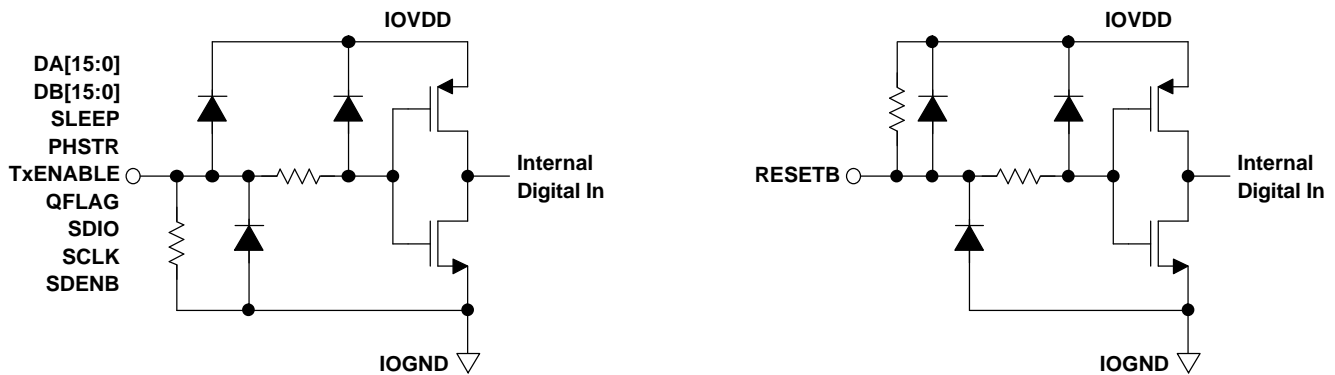 IOVDD
DA[15:0]
DB[15:0]
SLEEP
PHSTR
TxENABLE
QFLAG
SDIO
SCLK
SDENB
Internal
Digital In
IOGND
IOVDD
RESETB
Internal
Digital In
IOGND